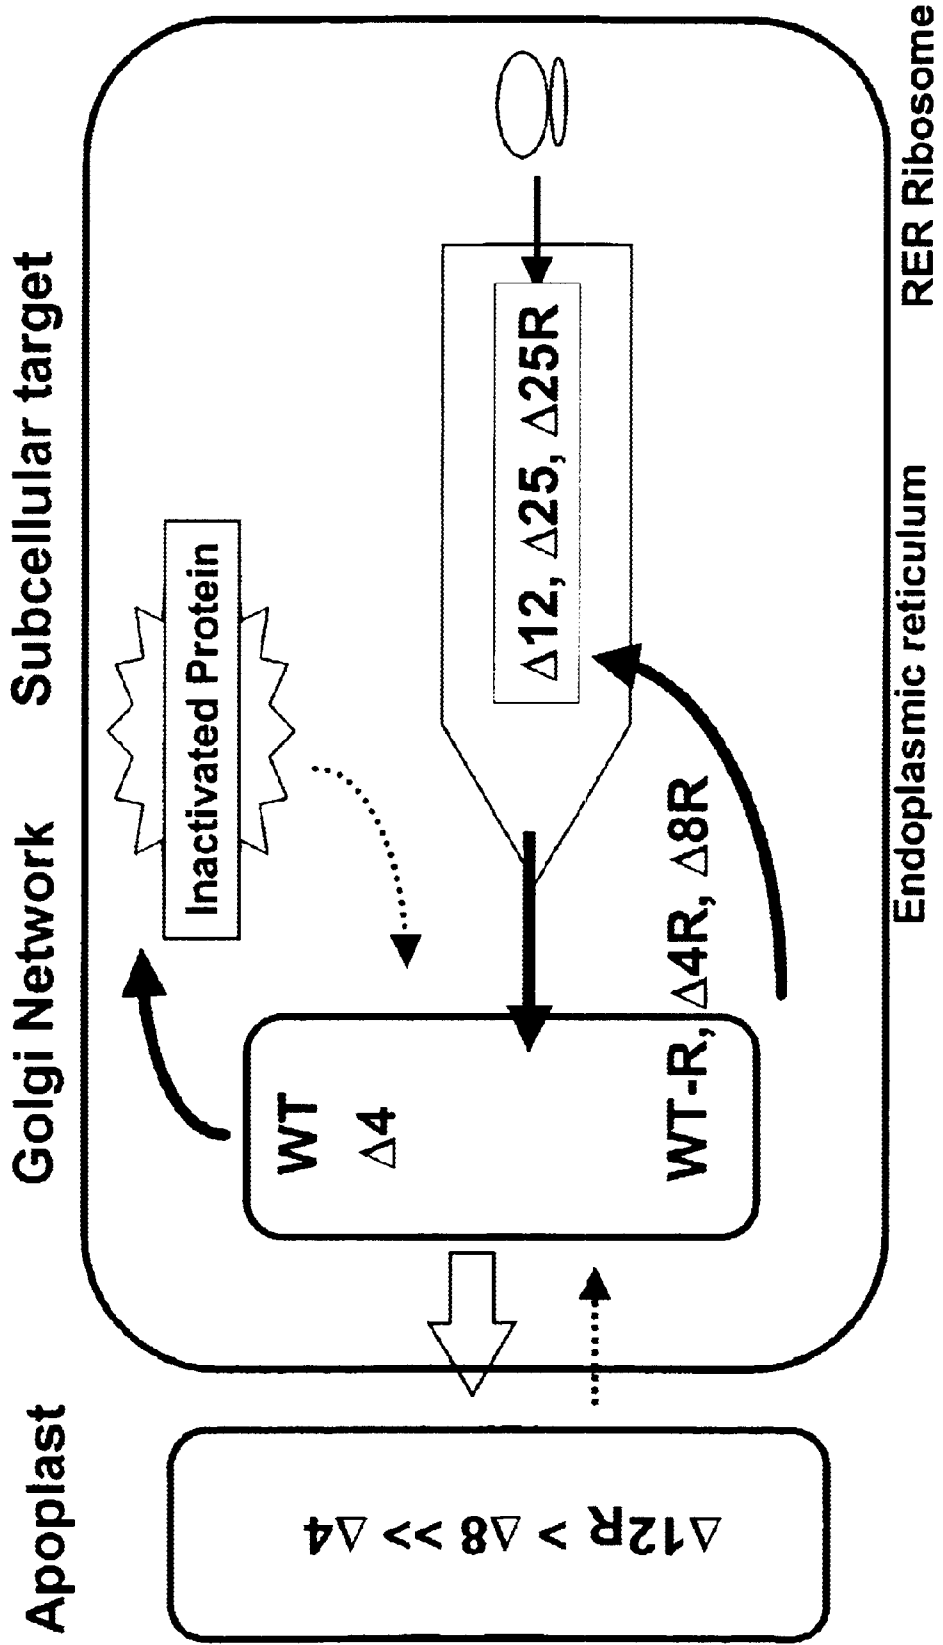 Apoplast
Golgi Network
Subcellular target
Δ12R > Δ8 >> Δ4
WT
Δ4
WT-R, Δ4R, Δ8R
Inactivated Protein
Δ12, Δ25, Δ25R
Endoplasmic reticulum
RER Ribosome